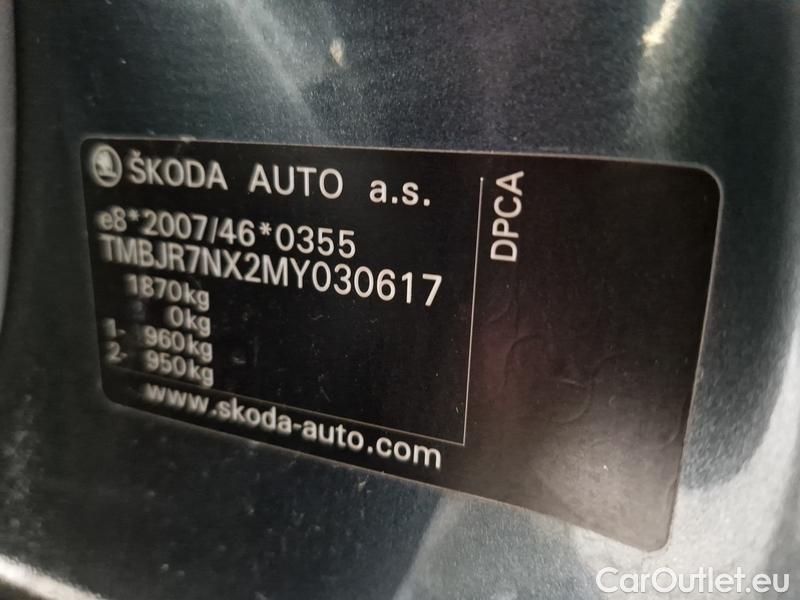 ŠKODA AUTO a.s.
e8*2007/46*0355
TMBJR7NX2MY030617
1870kg
0kg
1- 960kg
2- 950kg
www.skoda-auto.com
DPCA
CarOutlet.eu